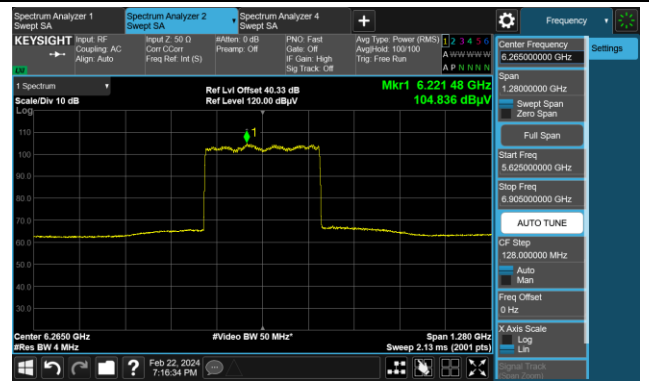 Spectrum Analyzer 1
Swept SA
Spectrum Analyzer 2
Swept SA
Spectrum Analyzer 4
Swept SA
+
Frequency
KEYSIGHT
Input: RF
Coupling: AC
Align: Auto
Input Z: 50 Ω
Corr CCorr
Freq Ref: Int (S)
#Atten: 0 dB
Preamp: Off
PNO: Fast
Gate: Off
IF Gain: High
Sig Track: Off
Avg Type: Power (RMS)
Avg|Hold: 100/100
Trig: Free Run
1 2 3 4 5 6
A W W W W W
A P N N N N
LW
1 Spectrum
Scale/Div 10 dB
Log
Ref Lvl Offset 40.33 dB
Ref Level 120.00 dBµV
Mkr1 6.221 48 GHz
104.836 dBµV
1
110
100
90.0
80.0
70.0
60.0
50.0
40.0
30.0
Center 6.2650 GHz
#Res BW 4 MHz
#Video BW 50 MHz*
Span 1.280 GHz
Sweep 2.13 ms (2001 pts)
Center Frequency
6.265000000 GHz
Settings
Span
1.28000000 GHz
Swept Span
Zero Span
Full Span
Start Freq
5.625000000 GHz
Stop Freq
6.905000000 GHz
AUTO TUNE
CF Step
128.000000 MHz
Auto
Man
Freq Offset
0 Hz
X Axis Scale
Log
Lin
Signal Track
(Span Zoom)
?
Feb 22, 2024
7:16:34 PM